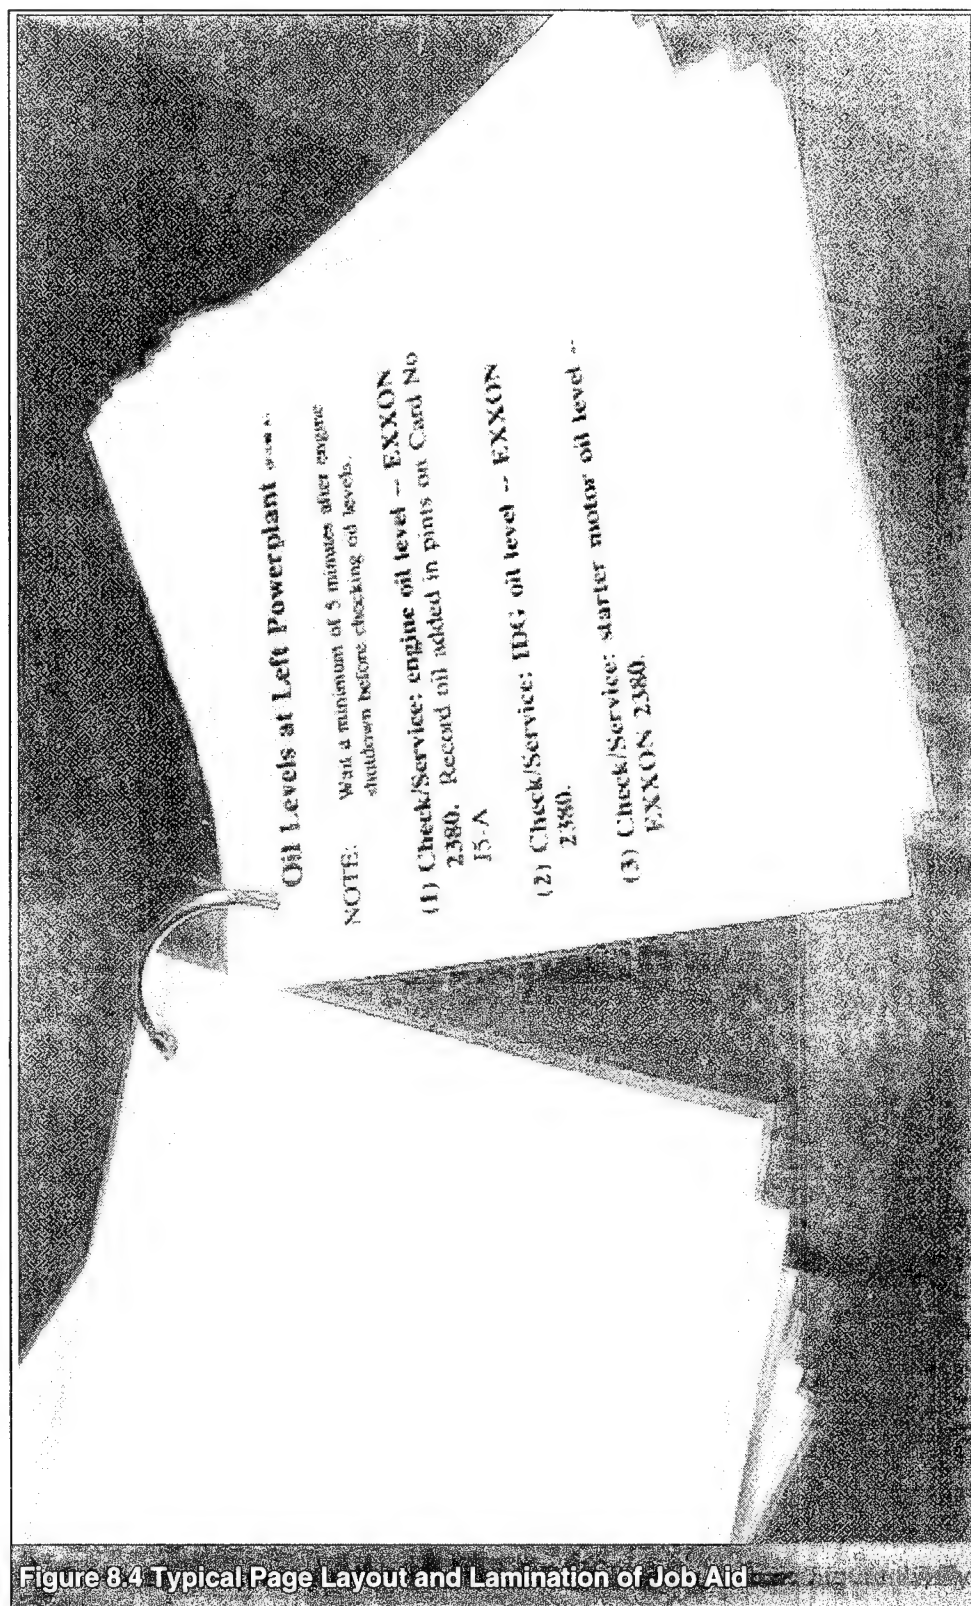 Oil Levels at Left Powerplant
NOTE: Wait a minimum of 5 minutes after engine
shutdown before checking oil levels.
(1) Check/Service: engine oil level -- EXXON
2380. Record oil added in pints on Card No
15-A
(2) Check/Service: IDG oil level -- EXXON
2380.
(3) Check/Service: starter motor oil level --
EXXON 2380.
Figure 8.4 Typical Page Layout and Lamination of Job Aid